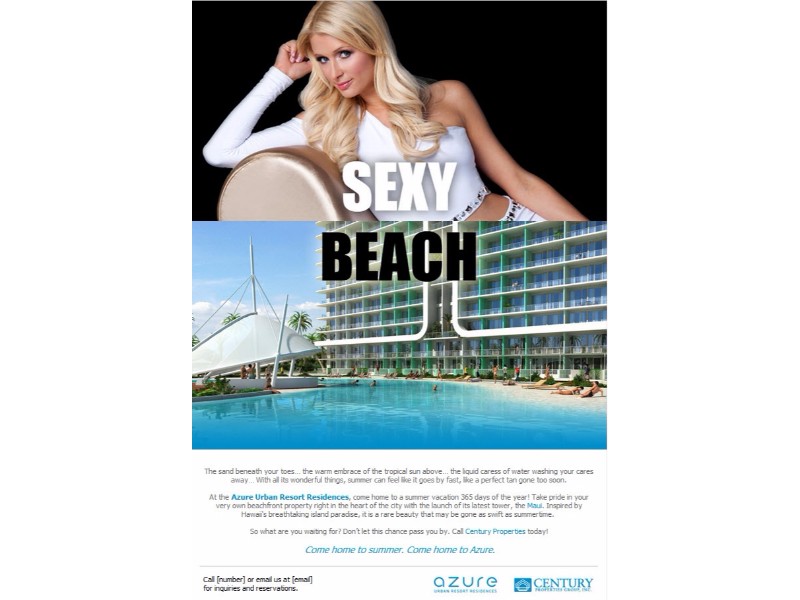 SEXY
BEACH
The sand beneath your toes... the warm embrace of the tropical sun above... the liquid caress of water washing your cares
away... With all its wonderful things, summer can feel like it goes by fast, like a perfect tan gone too soon.
At the Azure Urban Resort Residences, come home to a summer vacation 365 days of the year! Take pride in your
very own beachfront property right in the heart of the city with the launch of its latest tower, the Maui. Inspired by
Hawaii's breathtaking island paradise, it is a rare beauty that may be gone as swift as summertime.
So what are you waiting for? Don't let this chance pass you by. Call Century Properties today!
Come home to summer. Come home to Azure.
Call [number] or email us at [email]
for inquiries and reservations.
azure
URBAN RESORT RESIDENCES
CENTURY
PROPERTIES GROUP, INC.